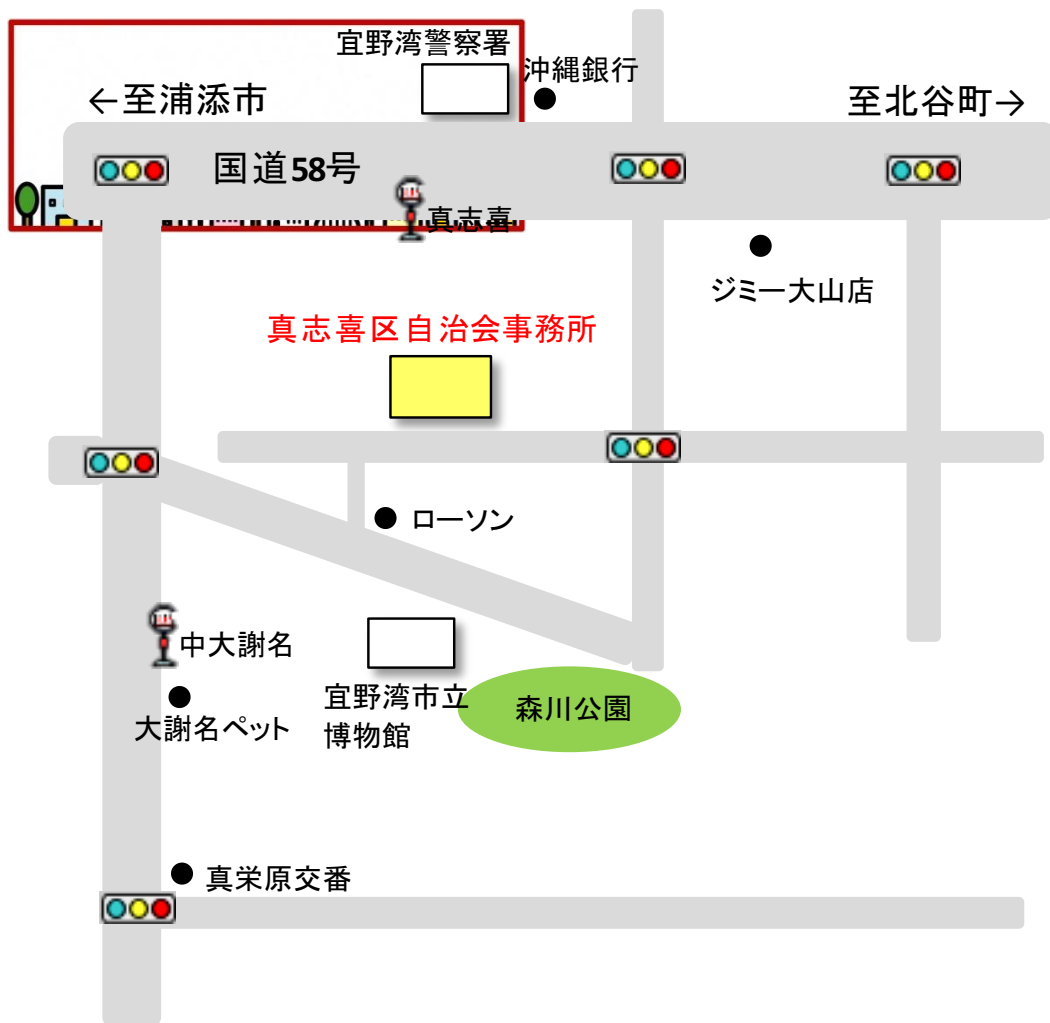 宜野湾警察署
沖縄銀行
←至浦添市
至北谷町→
国道58号
真志喜
ジミー大山店
真志喜区自治会事務所
ローソン
中大謝名
大謝名ペット
宜野湾市立
博物館
森川公園
真栄原交番